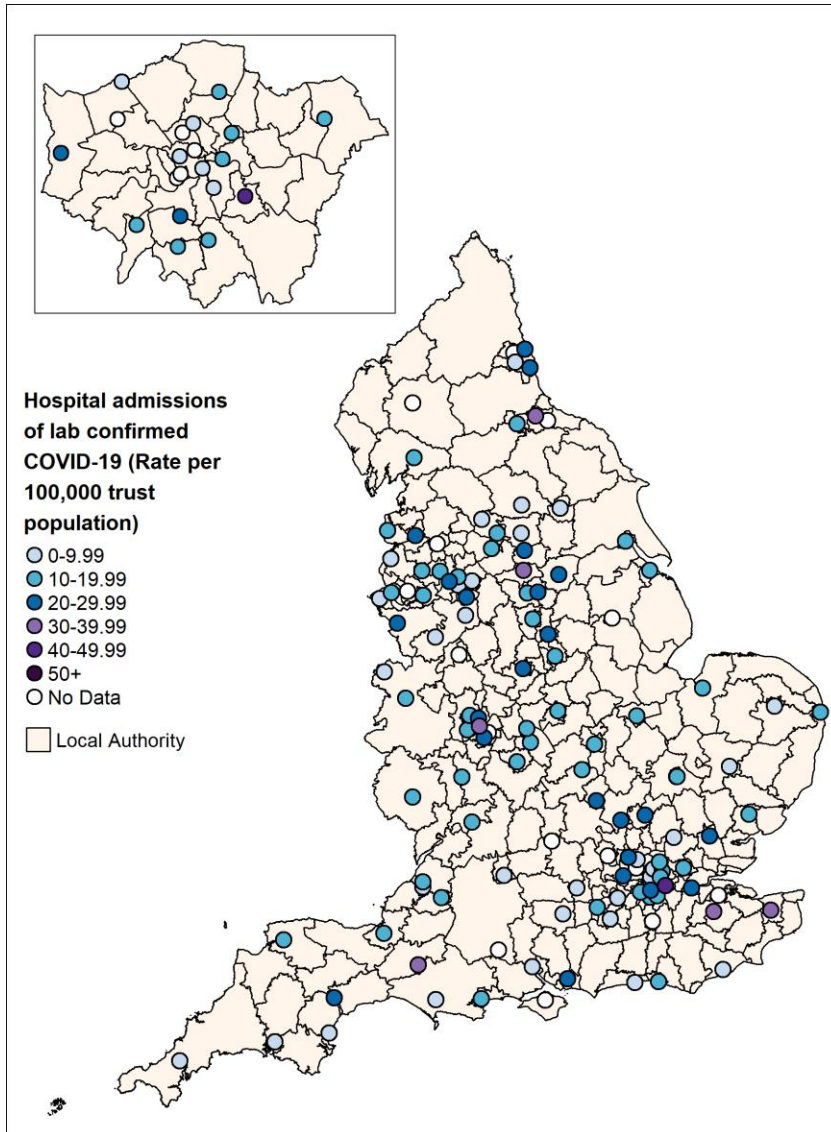 Hospital admissions
of lab confirmed
COVID-19 (Rate per
100,000 trust
population)
0-9.99
10-19.99
20-29.99
30-39.99
40-49.99
50+
No Data
Local Authority